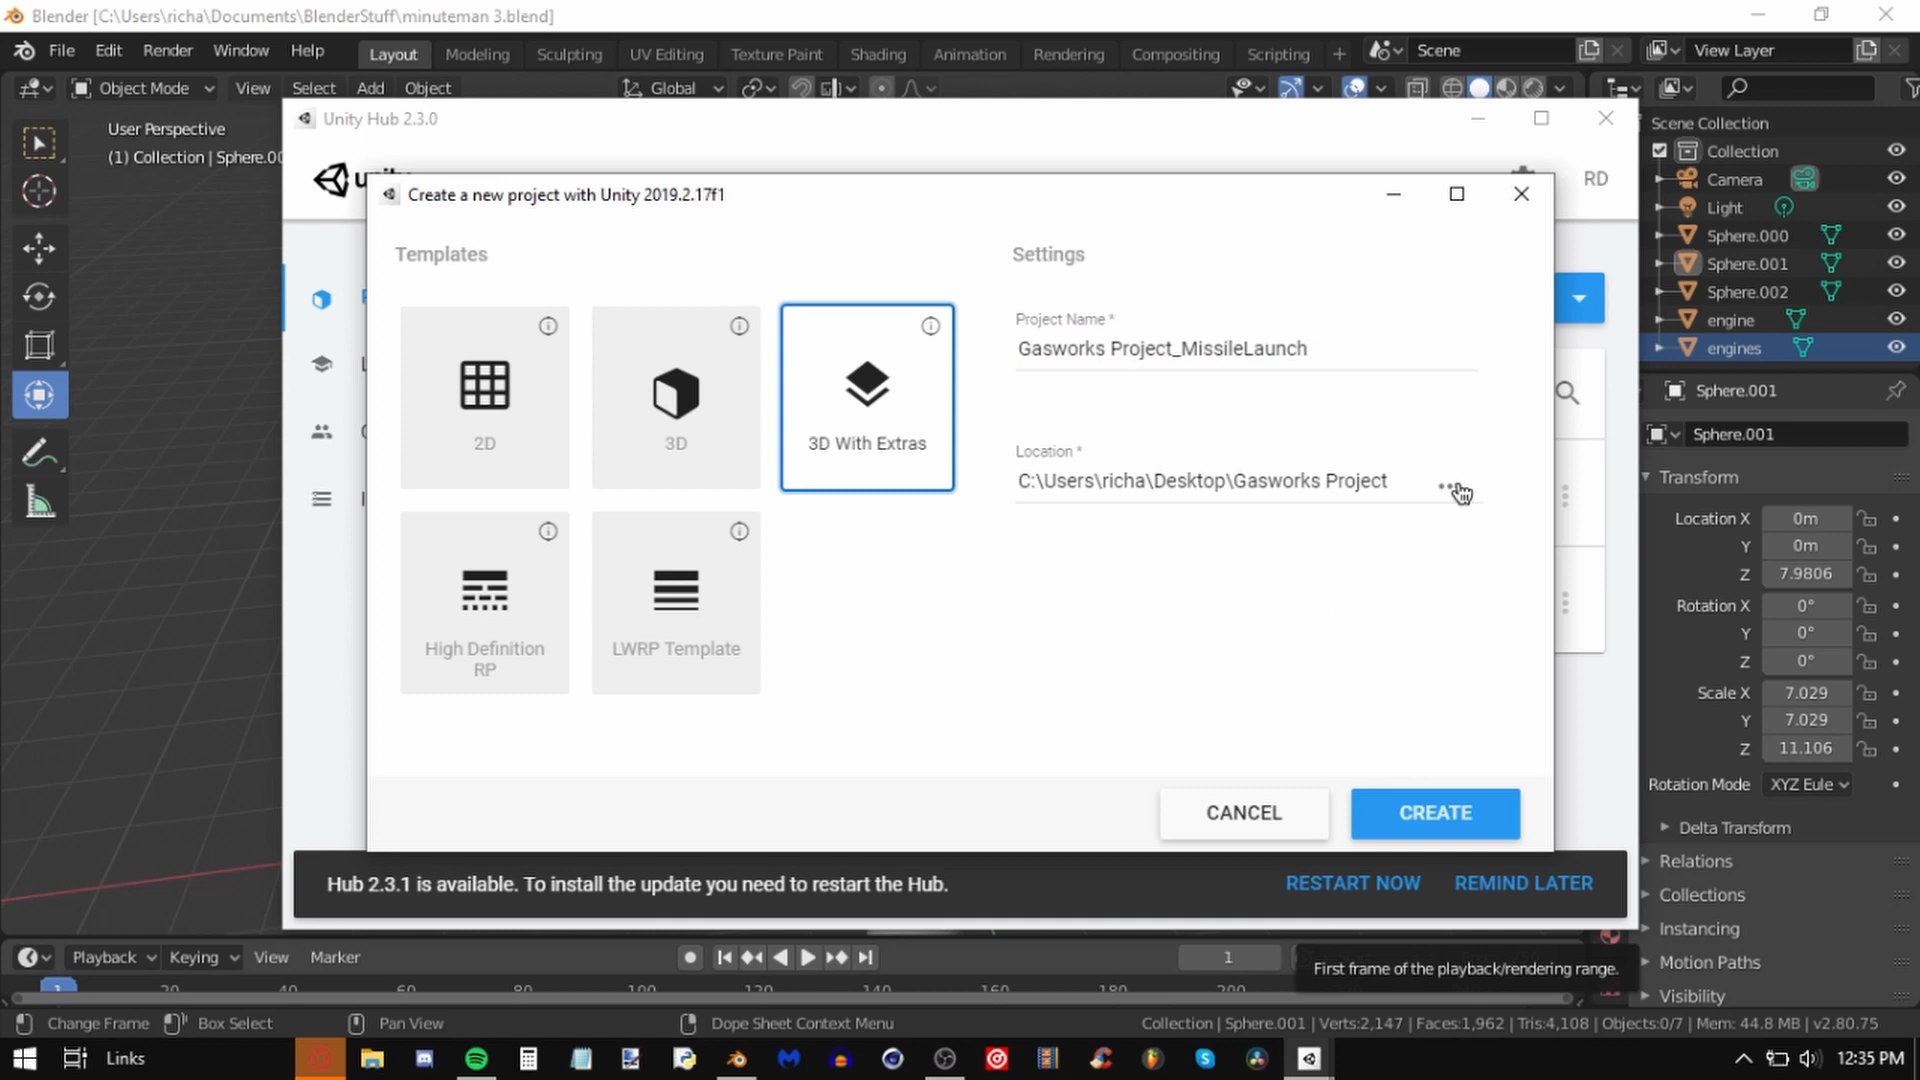 Blender [C:\Users\richa\Documents\BlenderStuff\minuteman 3.blend]
File Edit Render Window Help
Layout Modeling Sculpting UV Editing Texture Paint Shading Animation Rendering Compositing Scripting +
Scene
View Layer
Object Mode View Select Add Object
Global
User Perspective
(1) Collection | Sphere.00
Unity Hub 2.3.0
RD
Create a new project with Unity 2019.2.17f1
Templates
2D
3D
3D With Extras
High Definition
RP
LWRP Template
Settings
Project Name *
Gasworks Project_MissileLaunch
Location *
C:\Users\richa\Desktop\Gasworks Project
CANCEL
CREATE
Hub 2.3.1 is available. To install the update you need to restart the Hub.
RESTART NOW
REMIND LATER
Scene Collection
Collection
Camera
Light
Sphere.000
Sphere.001
Sphere.002
engine
engines
Sphere.001
Sphere.001
Transform
Location X 0m
Y 0m
Z 7.9806
Rotation X 0°
Y 0°
Z 0°
Scale X 7.029
Y 7.029
Z 11.106
Rotation Mode XYZ Eule
Delta Transform
Relations
Collections
Instancing
Motion Paths
Visibility
Playback Keying View Marker
1
First frame of the playback/rendering range.
1 20 40 60 80 100 120 140 160 180 200
Change Frame Box Select Pan View Dope Sheet Context Menu
Collection | Sphere.001 | Verts:2,147 | Faces:1,962 | Tris:4,108 | Objects:0/7 | Mem: 44.8 MB | v2.80.75
Links
12:35 PM